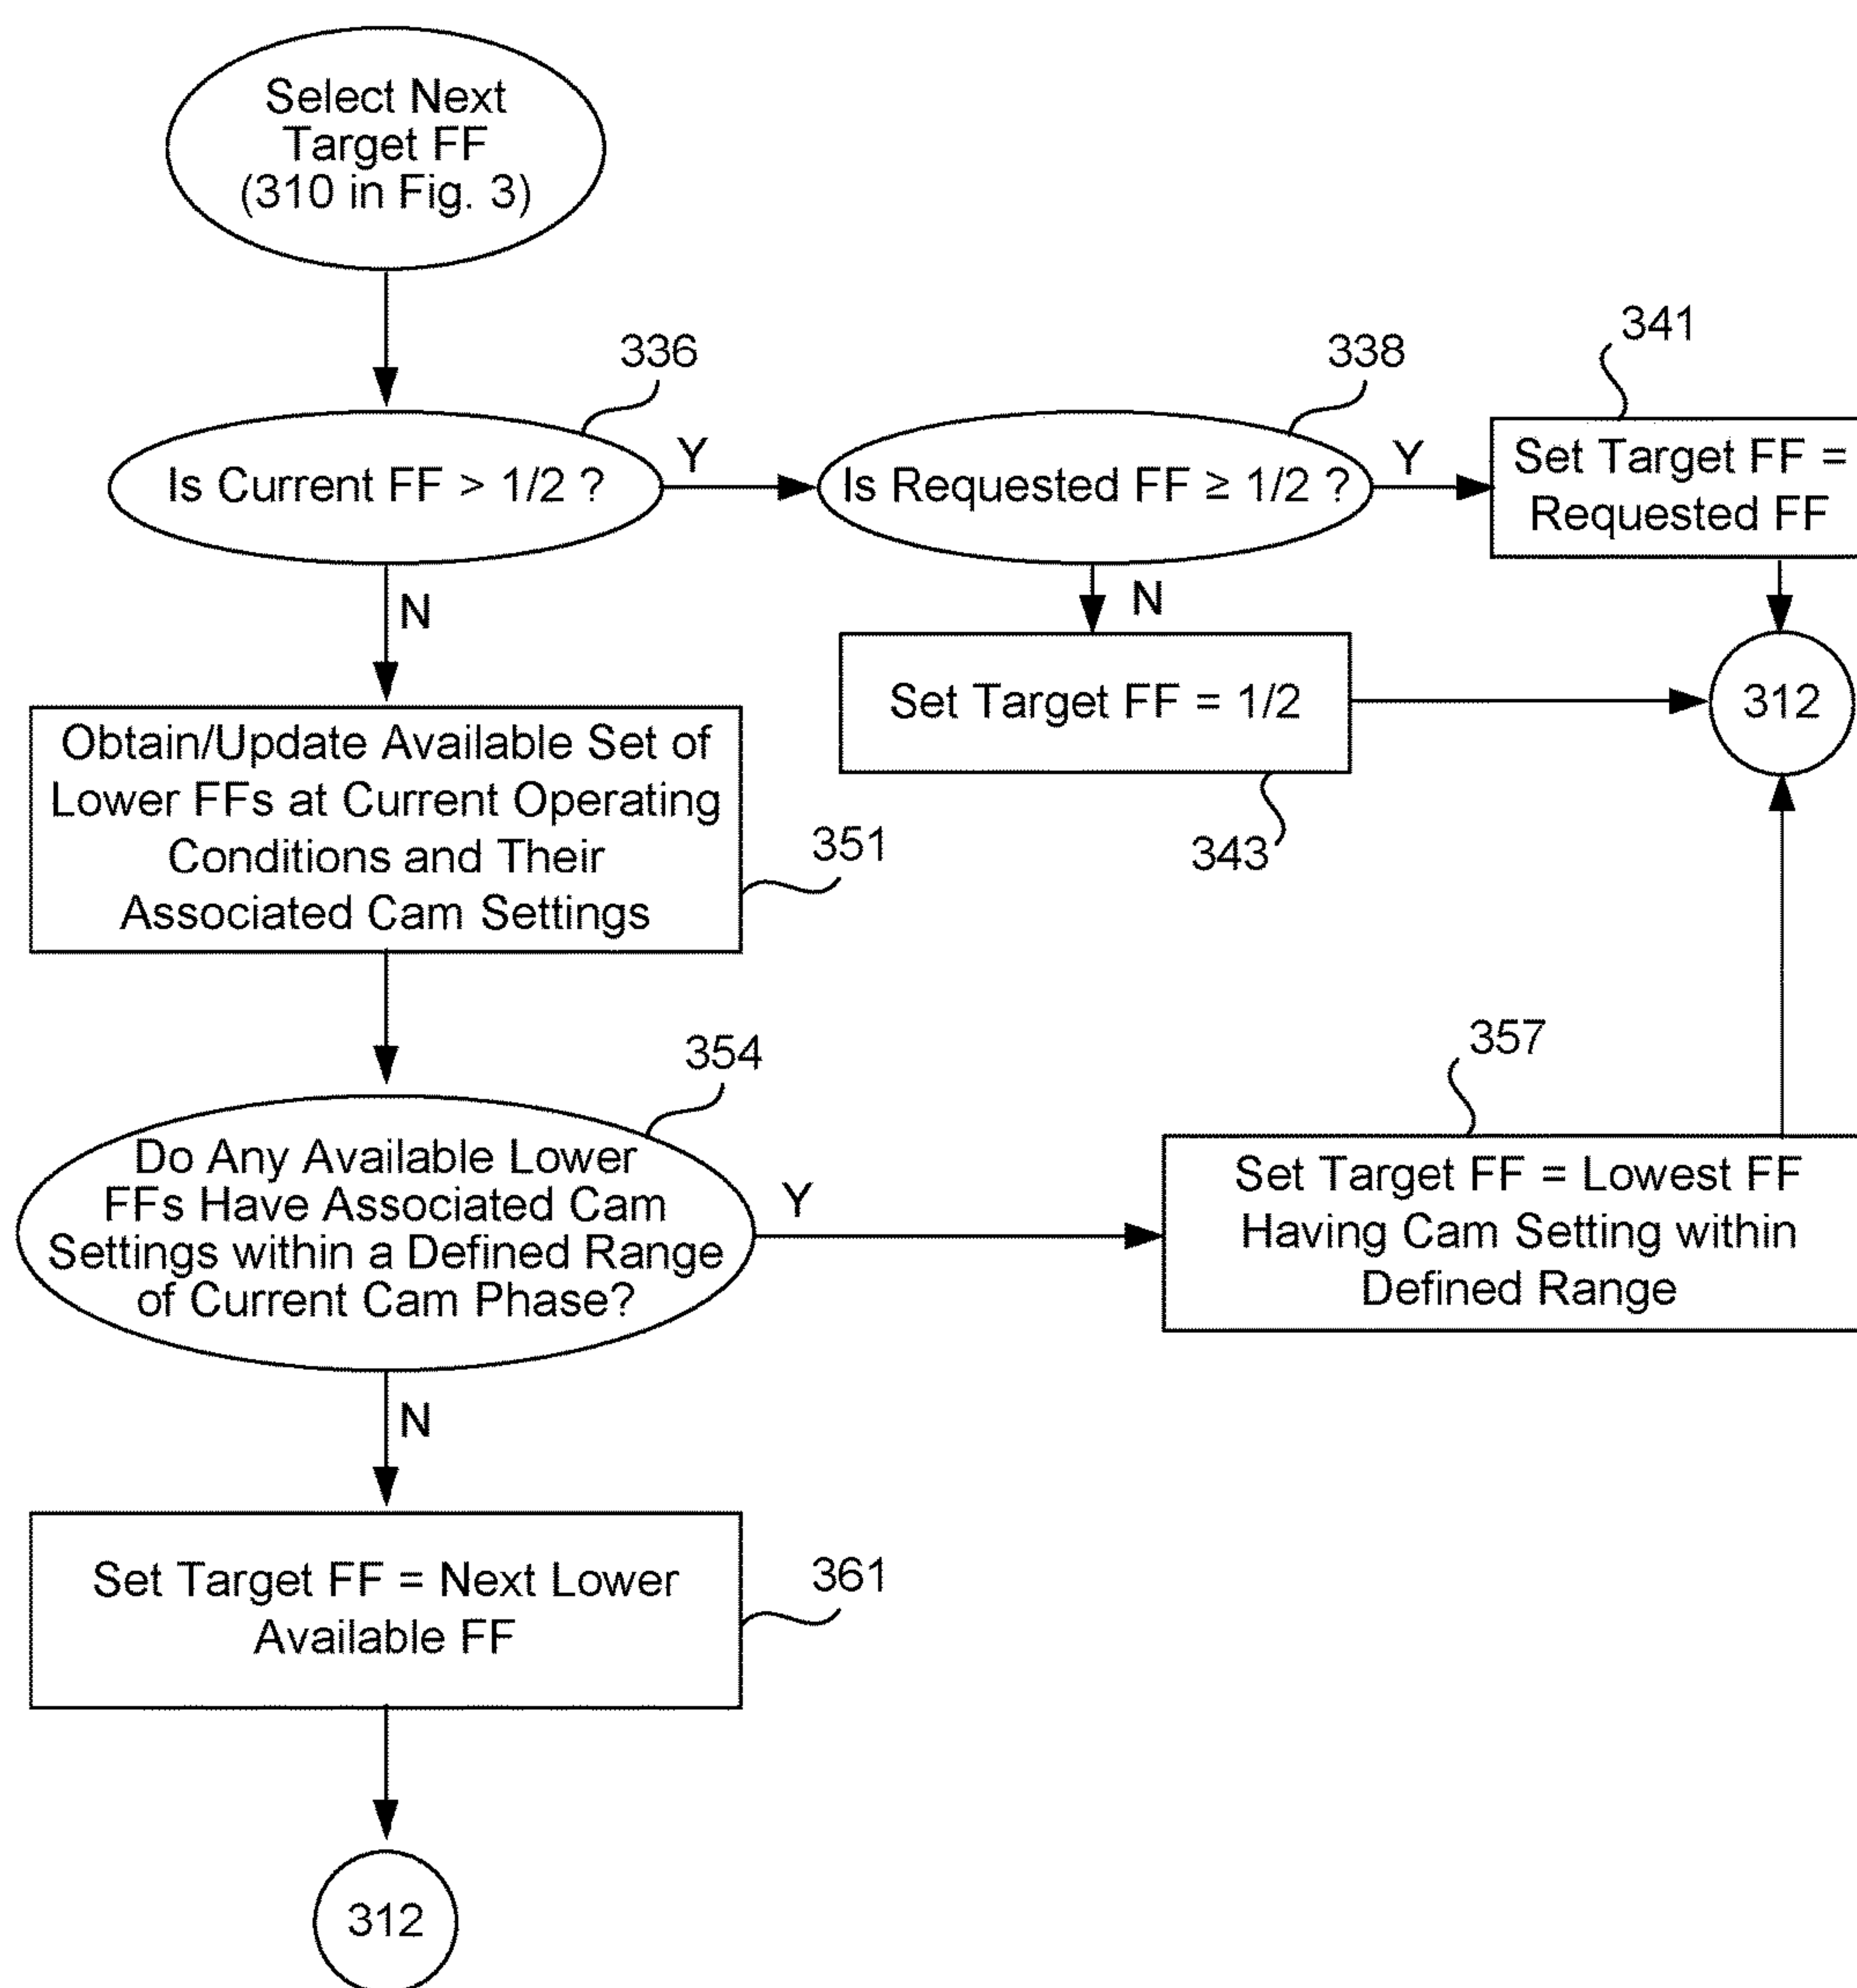 Select Next
Target FF
(310 in Fig. 3)
336
338
341
Is Current FF > 1/2 ?
Y
Is Requested FF ≥ 1/2 ?
Y
Set Target FF =
Requested FF
N
N
Set Target FF = 1/2
312
343
Obtain/Update Available Set of
Lower FFs at Current Operating
Conditions and Their
Associated Cam Settings
351
354
357
Do Any Available Lower
FFs Have Associated Cam
Settings within a Defined Range
of Current Cam Phase?
Y
Set Target FF = Lowest FF
Having Cam Setting within
Defined Range
N
Set Target FF = Next Lower
Available FF
361
312